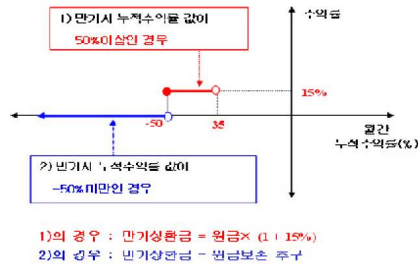 수익률
1) 만기시 누적수익률 값이
50%이상인 경우
15%
-50
35
월간
누적수익률(%)
2) 만기시 누적수익률 값이
-50%미만인 경우
1)의 경우 : 만기상환금 = 원금× (1 + 15%)
2)의 경우 : 만기상환금 = 원금보존 추구